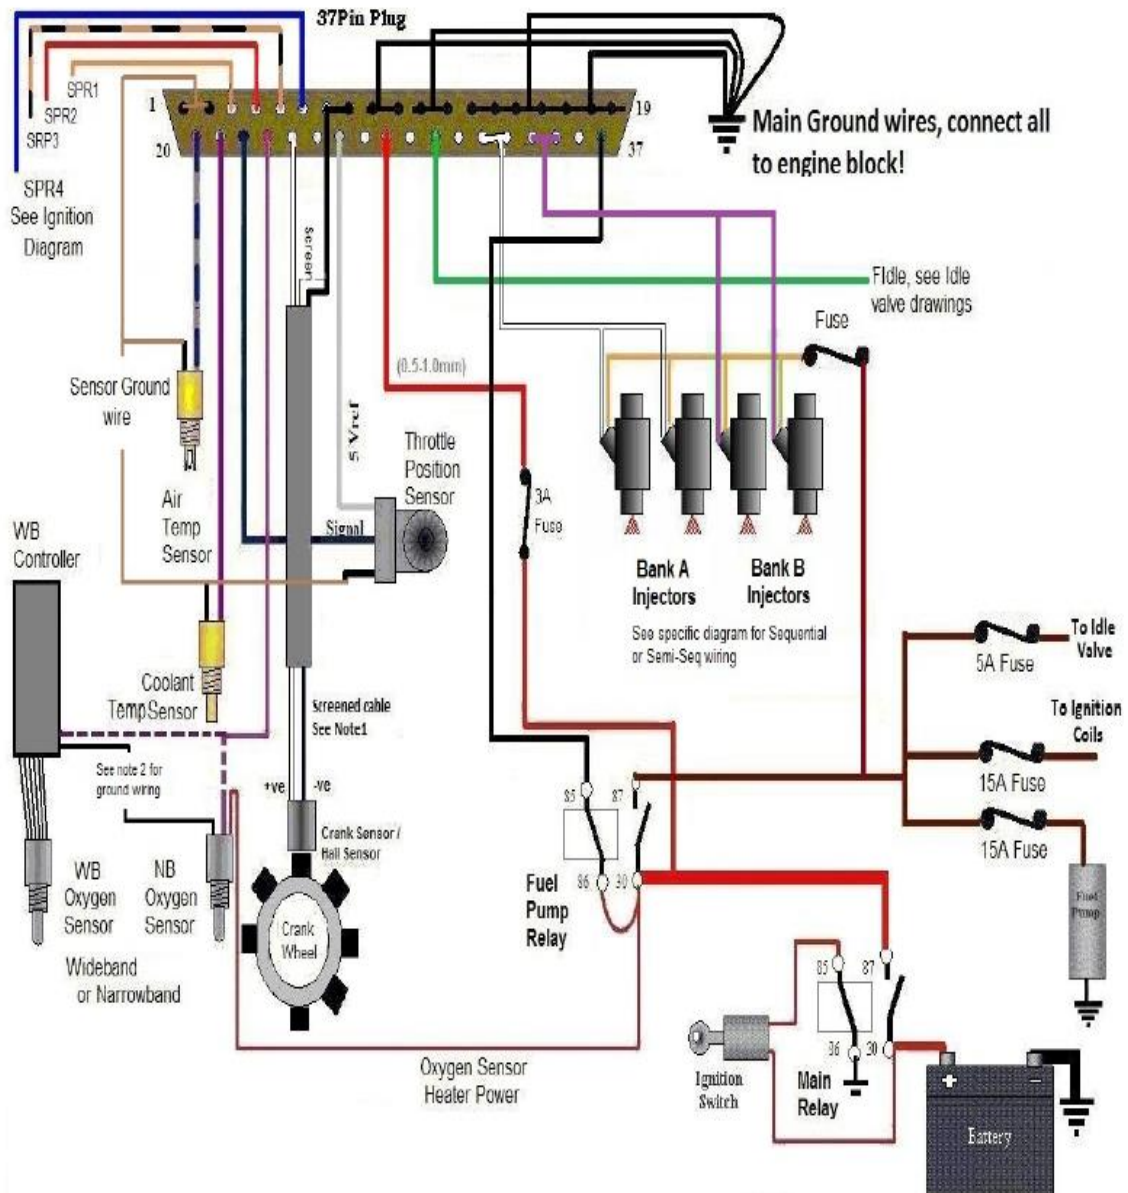 37Pin Plug
SPR1
SPR2
SRP3
SPR4
See Ignition
Diagram
1
19
20
37
Main Ground wires, connect all
to engine block!
screen
FIdle, see Idle
valve drawings
Fuse
(0.5-1.0mm)
Sensor Ground
wire
5 Vref
Throttle
Position
Sensor
Signal
3A
Fuse
Air
Temp
Sensor
WB
Controller
Bank A
Injectors
Bank B
Injectors
See specific diagram for Sequential
or Semi-Seq wiring
Coolant
Temp Sensor
Screened cable
See Note1
See note 2 for
ground wiring
+ve
-ve
Crank Sensor /
Hall Sensor
Crank
Wheel
WB
Oxygen
Sensor
NB
Oxygen
Sensor
Wideband
or Narrowband
To Idle
Valve
5A Fuse
To Ignition
Coils
15A Fuse
15A Fuse
Fuel
Pump
85
87
86
30
Fuel
Pump
Relay
85
87
86
30
Main
Relay
Ignition
Switch
Oxygen Sensor
Heater Power
+
-
Battery